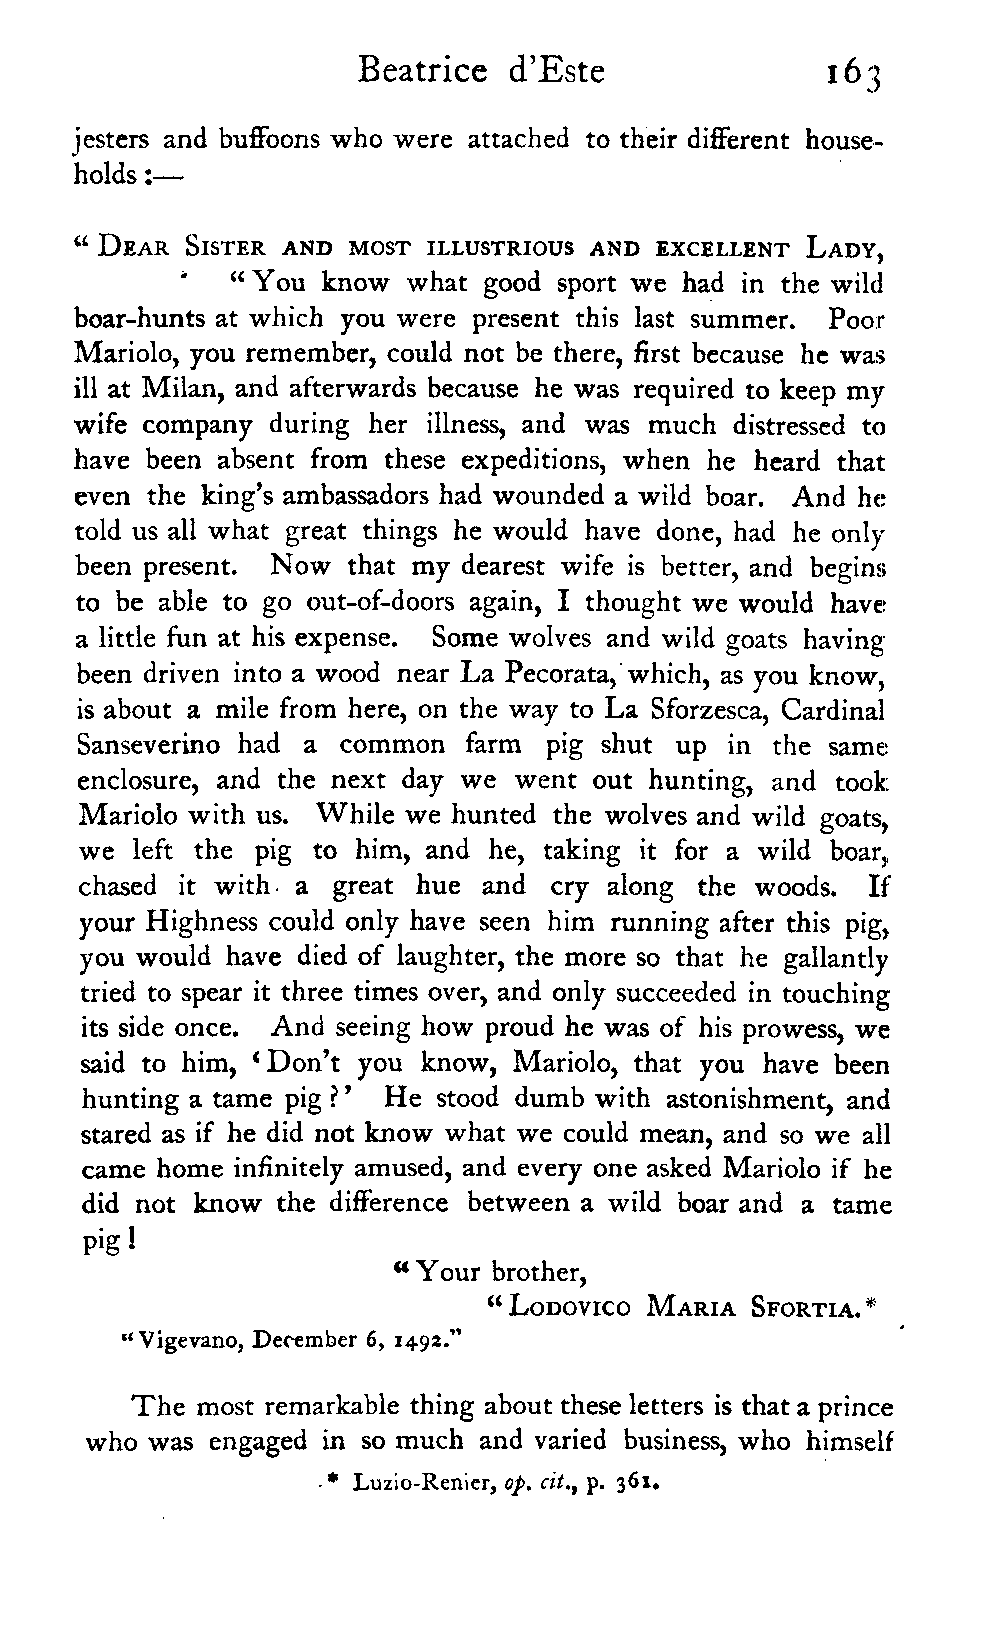 Beatrice d'Este 163
jesters and buffoons who were attached to their different house-
holds :—
“ Dear Sister and most illustrious and excellent Lady,
“ You know what good sport we had in the wild
boar-hunts at which you were present this last summer. Poor
Mariolo, you remember, could not be there, first because he was
ill at Milan, and afterwards because he was required to keep my
wife company during her illness, and was much distressed to
have been absent from these expeditions, when he heard that
even the king's ambassadors had wounded a wild boar. And he
told us all what great things he would have done, had he only
been present. Now that my dearest wife is better, and begins
to be able to go out-of-doors again, I thought we would have
a little fun at his expense. Some wolves and wild goats having
been driven into a wood near La Pecorata, which, as you know,
is about a mile from here, on the way to La Sforzesca, Cardinal
Sanseverino had a common farm pig shut up in the same
enclosure, and the next day we went out hunting, and took
Mariolo with us. While we hunted the wolves and wild goats,
we left the pig to him, and he, taking it for a wild boar,
chased it with a great hue and cry along the woods. If
your Highness could only have seen him running after this pig,
you would have died of laughter, the more so that he gallantly
tried to spear it three times over, and only succeeded in touching
its side once. And seeing how proud he was of his prowess, we
said to him, ‘ Don't you know, Mariolo, that you have been
hunting a tame pig ? ’ He stood dumb with astonishment, and
stared as if he did not know what we could mean, and so we all
came home infinitely amused, and every one asked Mariolo if he
did not know the difference between a wild boar and a tame
pig !
“ Your brother,
“ Lodovico Maria Sfortia.*
“ Vigevano, December 6, 1492.”
The most remarkable thing about these letters is that a prince
who was engaged in so much and varied business, who himself
* Luzio-Renier, op. cit., p. 361.